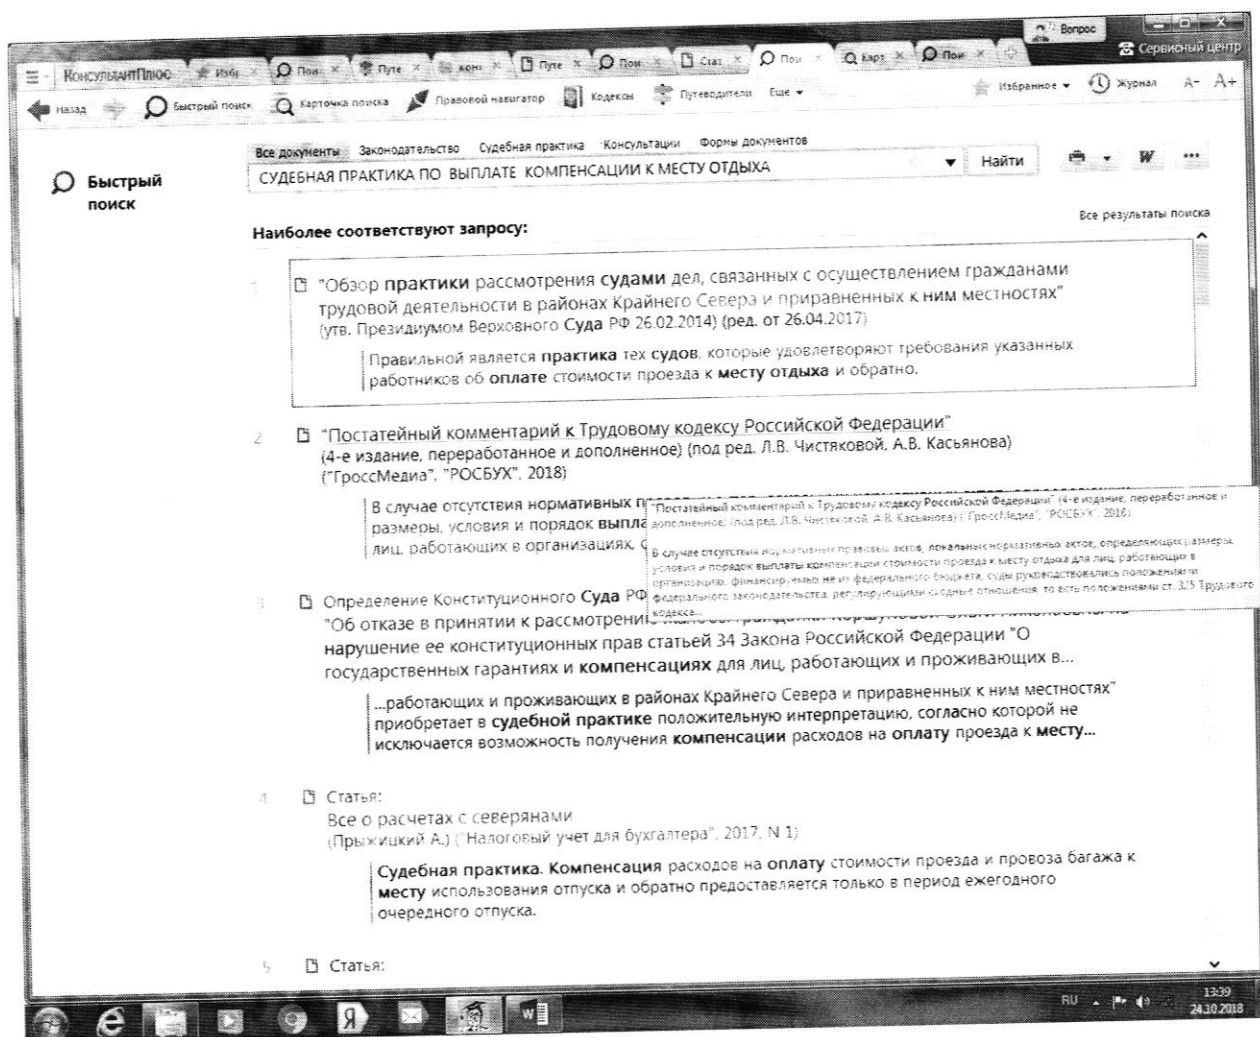 Вопрос
Сервисный центр
КонсультантПлюс
Избр
Пои
Путе
конс
Путе
Пои
Стат
Пои
Карт
Пои
Назад
Быстрый поиск
Карточка поиска
Правовой навигатор
Кодексы
Путеводители
Еще
Избранное
Журнал
A-
A+
Быстрый
поиск
Все документы Законодательство Судебная практика Консультации Формы документов
СУДЕБНАЯ ПРАКТИКА ПО ВЫПЛАТЕ КОМПЕНСАЦИИ К МЕСТУ ОТДЫХА
Найти
W
Все результаты поиска
Наиболее соответствуют запросу:
1
"Обзор практики рассмотрения судами дел, связанных с осуществлением гражданами
трудовой деятельности в районах Крайнего Севера и приравненных к ним местностях"
(утв. Президиумом Верховного Суда РФ 26.02.2014) (ред. от 26.04.2017)
Правильной является практика тех судов, которые удовлетворяют требования указанных
работников об оплате стоимости проезда к месту отдыха и обратно.
2
"Постатейный комментарий к Трудовому кодексу Российской Федерации"
(4-е издание, переработанное и дополненное) (под ред. Л.В. Чистяковой, А.В. Касьянова)
("ГроссМедиа", "РОСБУХ", 2018)
В случае отсутствия нормативных
размеры, условия и порядок
лиц, работающих в организациях,
"Постатейный комментарий к Трудовому кодексу Российской Федерации" (4-е издание, переработанное и
дополненное) (под ред. Л.В. Чистяковой, А.В. Касьянова) ("ГроссМедиа", "РОСБУХ", 2018)
В случае отсутствия нормативных правовых актов, локальных нормативных актов, определяющих размеры,
условия и порядок выплаты компенсации стоимости проезда к месту отдыха для лиц, работающих в
организациях, финансируемых не из федерального бюджета, суды руководствовались положениями
федерального законодательства, регулирующими сходные отношения, то есть положениями ст. 325 Трудового
кодекса...
3
Определение Конституционного Суда РФ
"Об отказе в принятии к рассмотрению
нарушение ее конституционных прав статьей 34 Закона Российской Федерации "О
государственных гарантиях и компенсациях для лиц, работающих и проживающих в...
...работающих и проживающих в районах Крайнего Севера и приравненных к ним местностях"
приобретает в судебной практике положительную интерпретацию, согласно которой не
исключается возможность получения компенсации расходов на оплату проезда к месту...
4
Статья:
Все о расчетах с северянами
(Прыжицкий А.) ("Налоговый учет для бухгалтера", 2017, N 1)
Судебная практика. Компенсация расходов на оплату стоимости проезда и провоза багажа к
месту использования отпуска и обратно предоставляется только в период ежегодного
очередного отпуска.
5
Статья:
Я
W
RU
13:39
24.10.2018